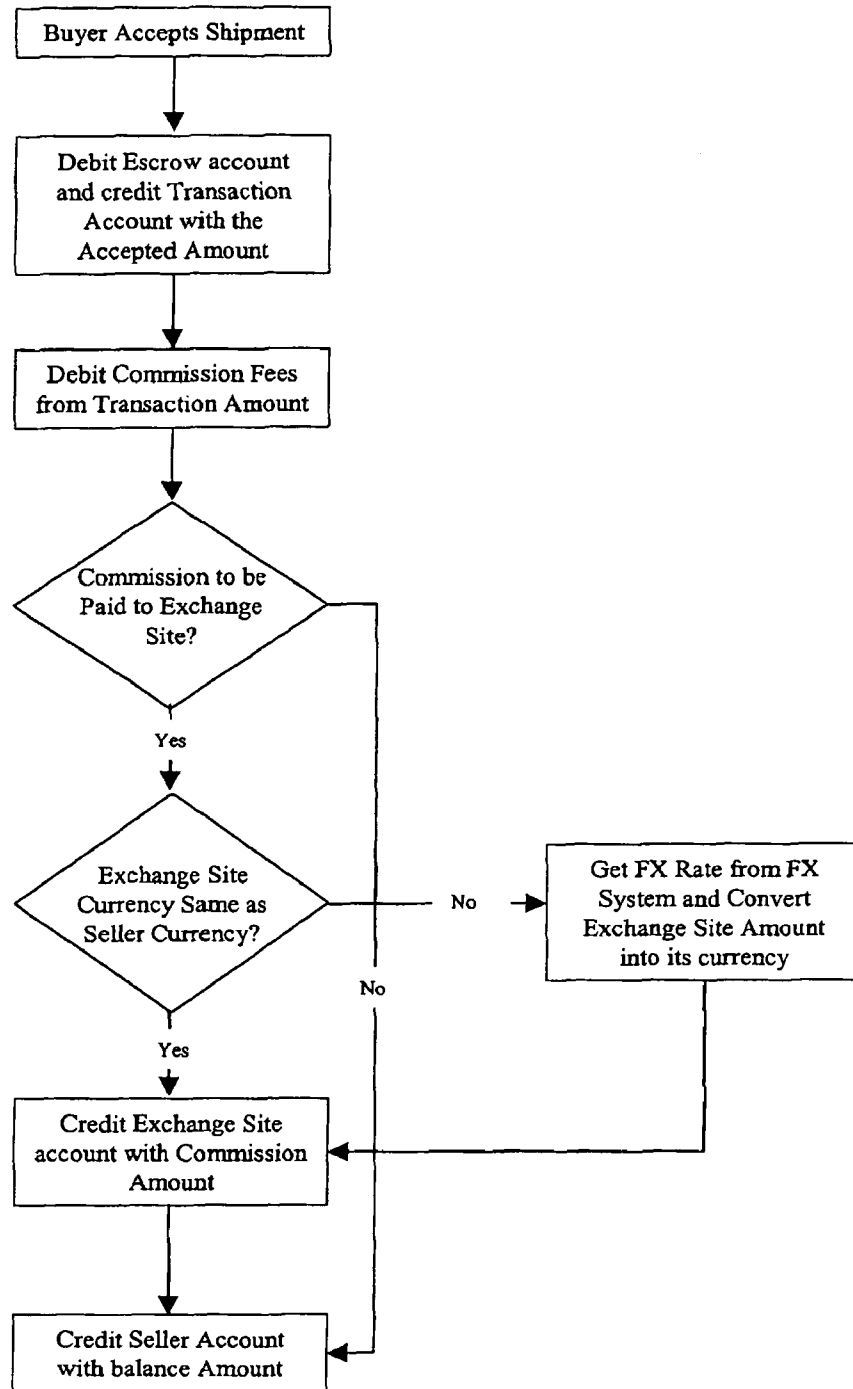 Buyer Accepts Shipment
Debit Escrow account
and credit Transaction
Account with the
Accepted Amount
Debit Commission Fees
from Transaction Amount
Commission to be
Paid to Exchange
Site?
Yes
Exchange Site
Currency Same as
Seller Currency?
No
Get FX Rate from FX
System and Convert
Exchange Site Amount
into its currency
No
Yes
Credit Exchange Site
account with Commission
Amount
Credit Seller Account
with balance Amount